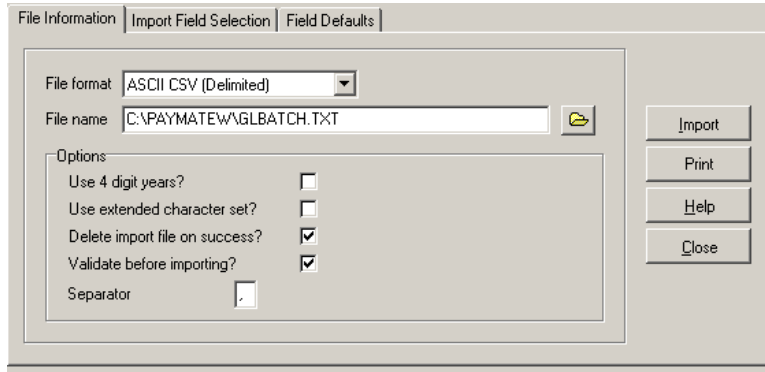 File Information Import Field Selection Field Defaults
File format ASCII CSV (Delimited)
File name C:\PAYMATEW\GLBATCH.TXT
Import
Options
Print
Use 4 digit years?
Use extended character set?
Help
Delete import file on success?
Close
Validate before importing?
Separator ,